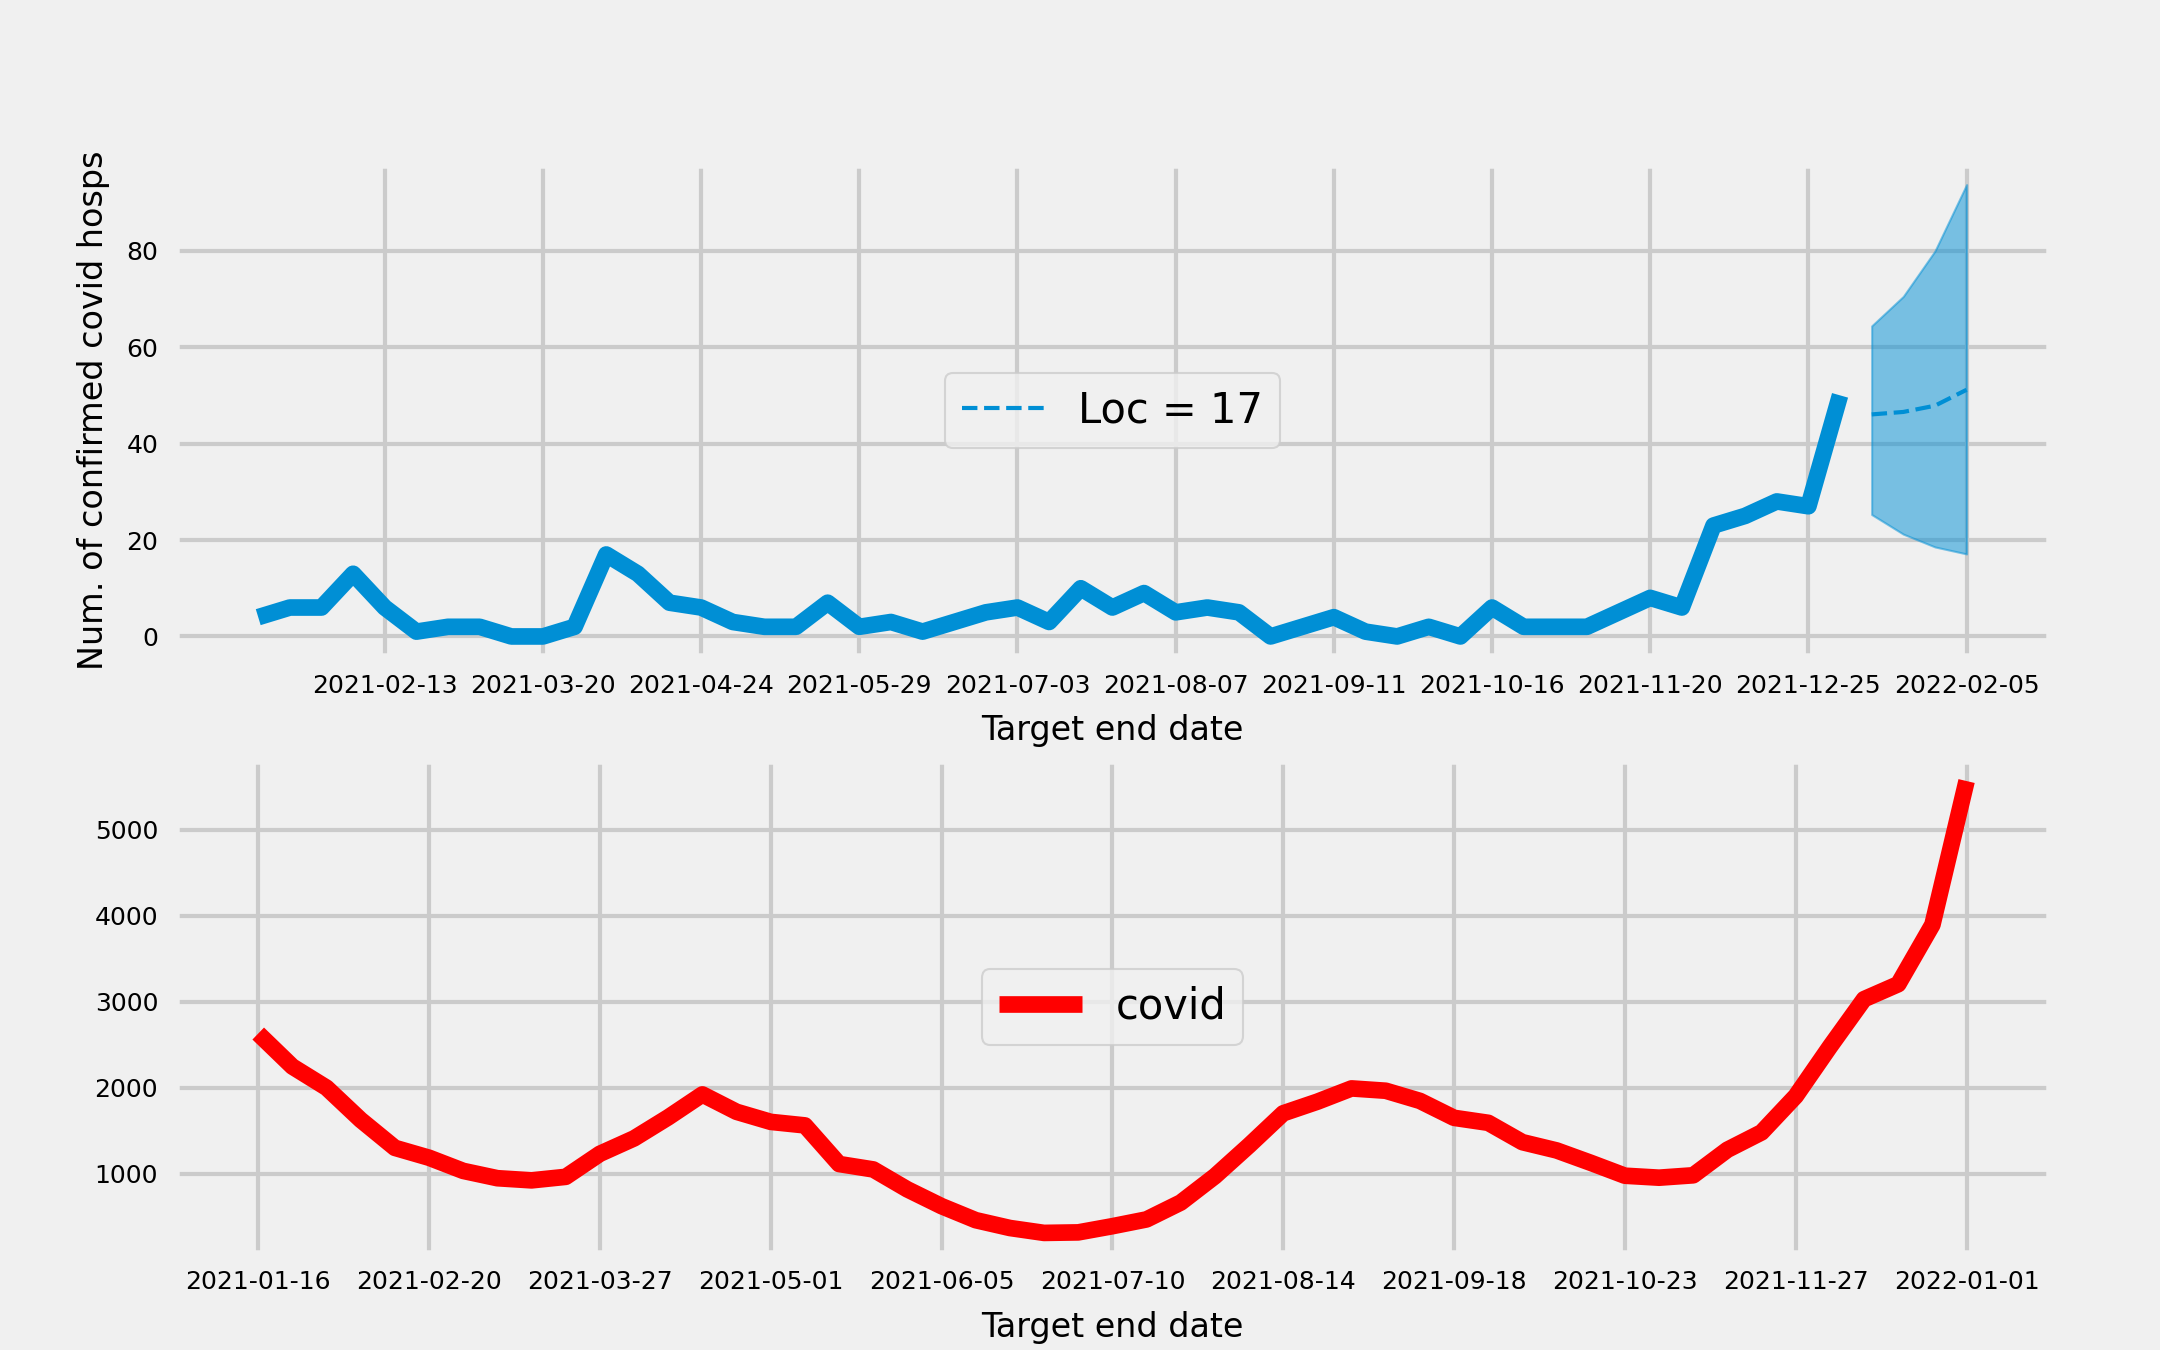 Num. of confirmed covid hosps
80
60
40
20
0
Loc = 17
2021-02-13 2021-03-20 2021-04-24 2021-05-29 2021-07-03 2021-08-07 2021-09-11 2021-10-16 2021-11-20 2021-12-25 2022-02-05
Target end date
5000
4000
3000
2000
1000
covid
2021-01-16 2021-02-20 2021-03-27 2021-05-01 2021-06-05 2021-07-10 2021-08-14 2021-09-18 2021-10-23 2021-11-27 2022-01-01
Target end date